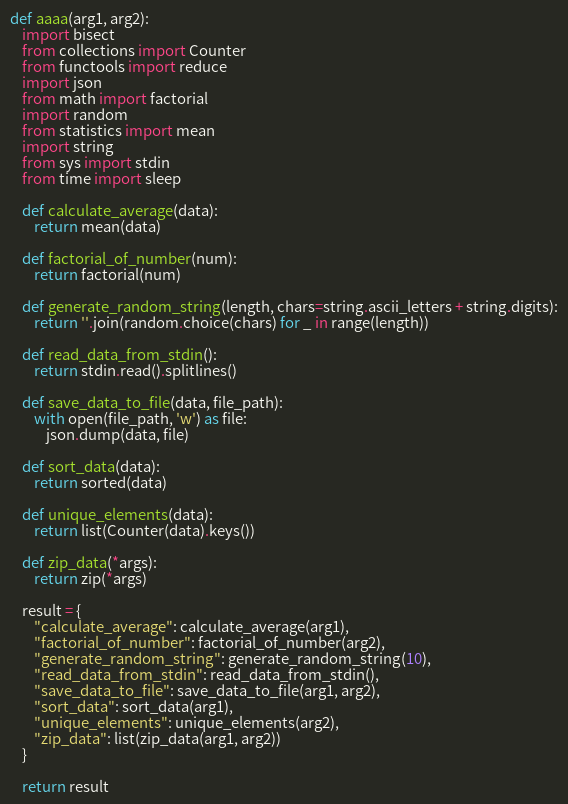 def aaaa(arg1, arg2):
    import bisect
    from collections import Counter
    from functools import reduce
    import json
    from math import factorial
    import random
    from statistics import mean
    import string
    from sys import stdin
    from time import sleep

    def calculate_average(data):
        return mean(data)

    def factorial_of_number(num):
        return factorial(num)

    def generate_random_string(length, chars=string.ascii_letters + string.digits):
        return ''.join(random.choice(chars) for _ in range(length))

    def read_data_from_stdin():
        return stdin.read().splitlines()

    def save_data_to_file(data, file_path):
        with open(file_path, 'w') as file:
            json.dump(data, file)

    def sort_data(data):
        return sorted(data)

    def unique_elements(data):
        return list(Counter(data).keys())

    def zip_data(*args):
        return zip(*args)

    result = {
        "calculate_average": calculate_average(arg1),
        "factorial_of_number": factorial_of_number(arg2),
        "generate_random_string": generate_random_string(10),
        "read_data_from_stdin": read_data_from_stdin(),
        "save_data_to_file": save_data_to_file(arg1, arg2),
        "sort_data": sort_data(arg1),
        "unique_elements": unique_elements(arg2),
        "zip_data": list(zip_data(arg1, arg2))
    }

    return result